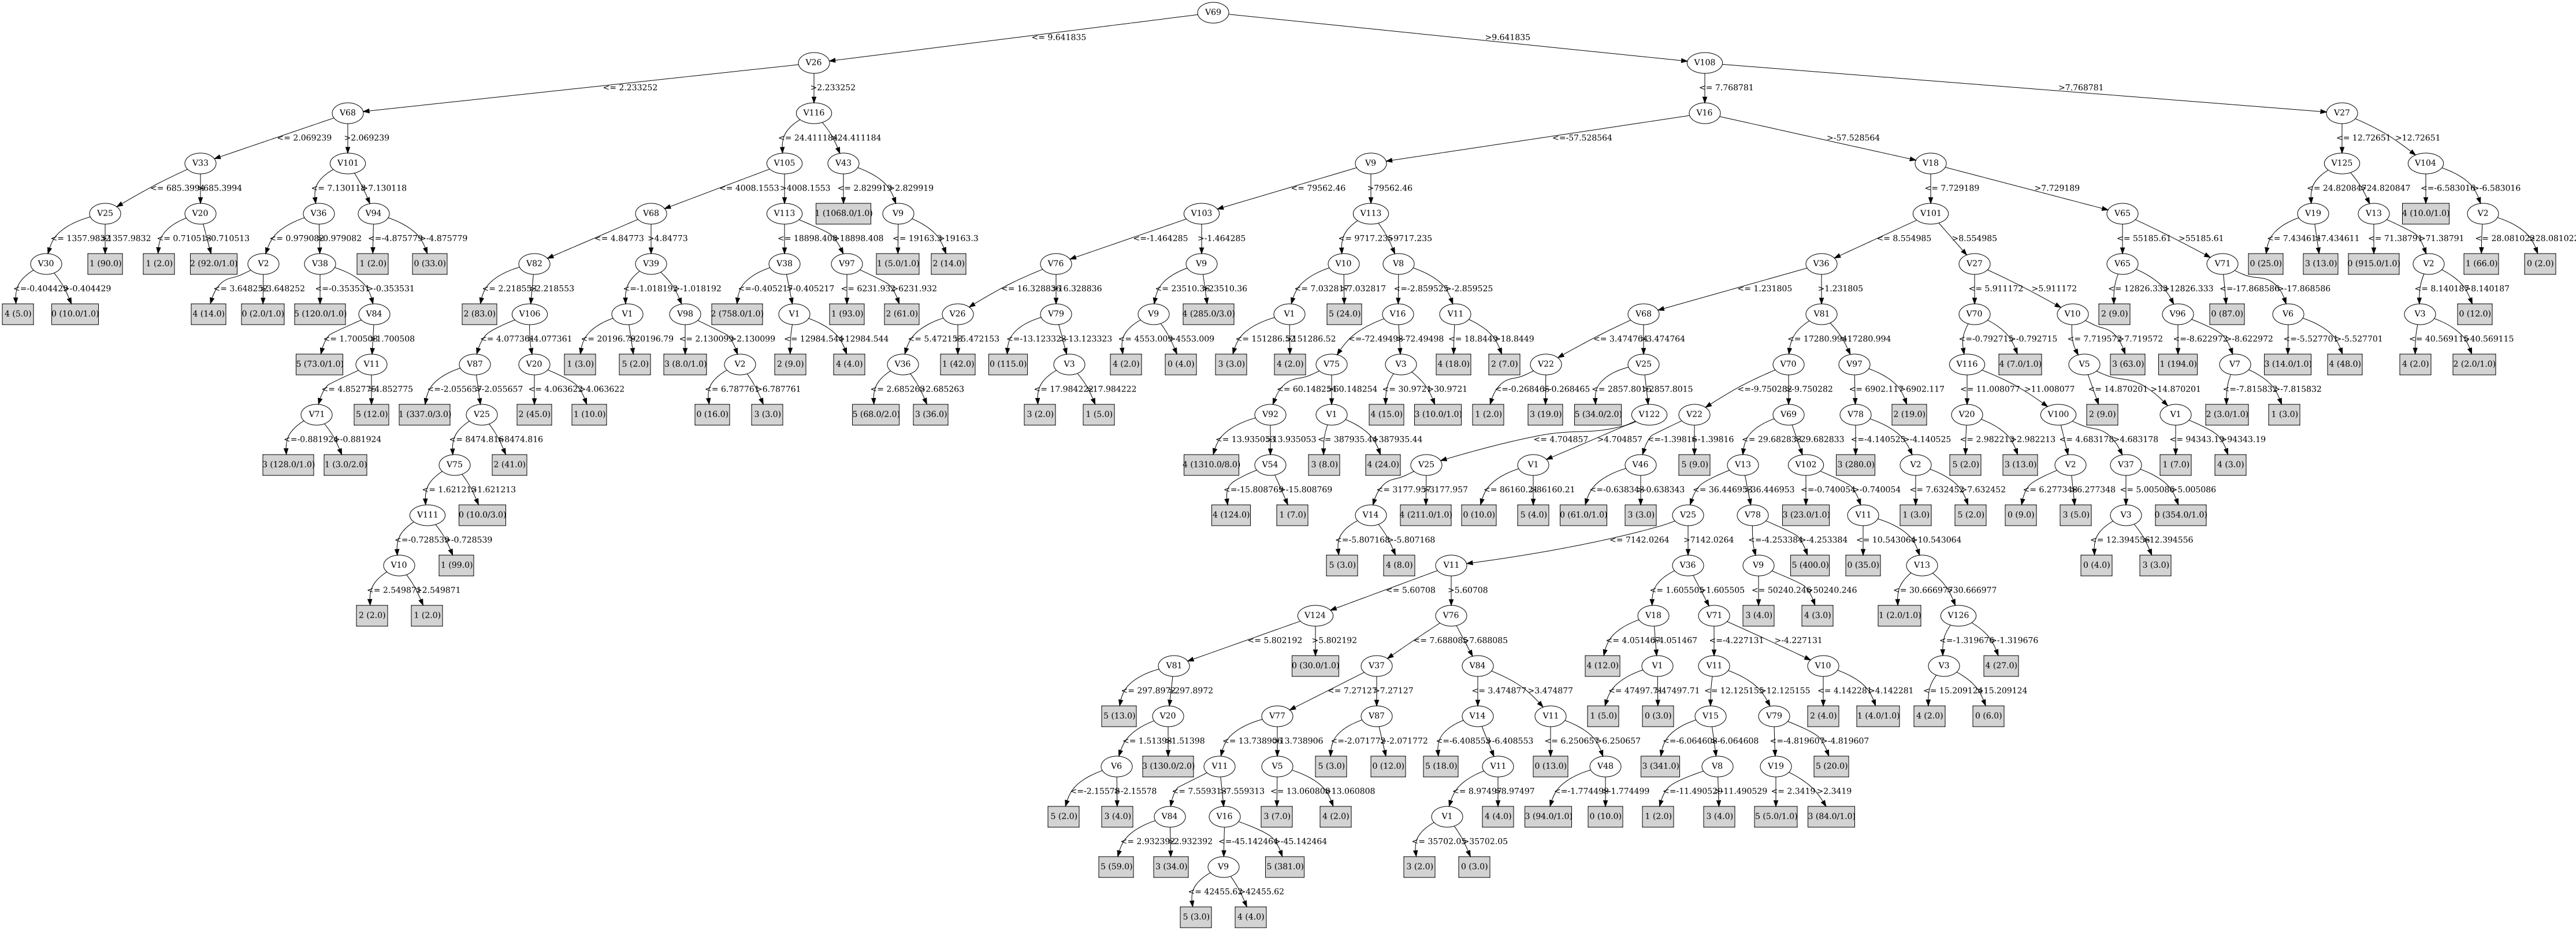 V69
<= 9.641835 >9.641835
V26 V108
<= 2.233252 >2.233252 <= 7.768781 >7.768781
V68 V116 V16 V27
<= 2.069239 >2.069239 <= 24.411184 >24.411184 <=-57.528564 >-57.528564 <= 12.72651 >12.72651
V33 V101 V105 V43 V9 V18 V125 V104
<= 685.3994 >685.3994 <= 7.130118 >7.130118 <= 4008.1553 >4008.1553 <= 2.829919 >2.829919 <= 79562.46 >79562.46 <= 7.729189 >7.729189 <= 24.820847 >24.820847 <=-6.583016 >-6.583016
V25 V20 V36 V94 V68 V113 1 (1068.0/1.0) V9 V103 V113 V101 V65 V19 V13 4 (10.0/1.0) V2
<= 1357.9832 >1357.9832 <= 0.710513 >0.710513 <= 0.979082 >0.979082 <=-4.875779 >-4.875779 <= 4.84773 >4.84773 <= 18898.408 >18898.408 <= 19163.3 >19163.3 <=-1.464285 >-1.464285 <= 9717.235 >9717.235 <= 8.554985 >8.554985 <= 55185.61 >55185.61 <= 7.434611 >7.434611 <= 71.38791 >71.38791 <= 28.081022 >28.081022
V30 1 (90.0) 1 (2.0) 2 (92.0/1.0) V2 V38 1 (2.0) 0 (33.0) V82 V39 V38 V97 1 (5.0/1.0) 2 (14.0) V76 V9 V10 V8 V36 V27 V65 V71 0 (25.0) 3 (13.0) 0 (915.0/1.0) V2 1 (66.0) 0 (2.0)
<=-0.404429 >-0.404429 <= 3.648252 >3.648252 <=-0.353531 >-0.353531 <= 2.218553 >2.218553 <=-1.018192 >-1.018192 <=-0.405217 >-0.405217 <= 6231.932 >6231.932 <= 16.328836 >16.328836 <= 23510.36 >23510.36 <= 7.032817 >7.032817 <=-2.859525 >-2.859525 <= 1.231805 >1.231805 <= 5.911172 >5.911172 <= 12826.333 >12826.333 <=-17.868586 >-17.868586 <= 8.140187 >8.140187
4 (5.0) 0 (10.0/1.0) 4 (14.0) 0 (2.0/1.0) 5 (120.0/1.0) V84 2 (83.0) V106 V1 V98 2 (758.0/1.0) V1 1 (93.0) 2 (61.0) V26 V79 V9 4 (285.0/3.0) V1 5 (24.0) V16 V11 V68 V81 V70 V10 2 (9.0) V96 0 (87.0) V6 V3 0 (12.0)
<= 1.700508 >1.700508 <= 4.077361 >4.077361 <= 20196.79 >20196.79 <= 2.130099 >2.130099 <= 12984.544 >12984.544 <= 5.472153 >5.472153 <=-13.123323 >-13.123323 <= 4553.009 >4553.009 <= 151286.52 >151286.52 <=-72.49498 >-72.49498 <= 18.8449 >18.8449 <= 3.474764 >3.474764 <= 17280.994 >17280.994 <=-0.792715 >-0.792715 <= 7.719572 >7.719572 <=-8.622972 >-8.622972 <=-5.527701 >-5.527701 <= 40.569115 >40.569115
5 (73.0/1.0) V11 V87 V20 1 (3.0) 5 (2.0) 3 (8.0/1.0) V2 2 (9.0) 4 (4.0) V36 1 (42.0) 0 (115.0) V3 4 (2.0) 0 (4.0) 3 (3.0) 4 (2.0) V75 V3 4 (18.0) 2 (7.0) V22 V25 V70 V97 V116 4 (7.0/1.0) V5 3 (63.0) 1 (194.0) V7 3 (14.0/1.0) 4 (48.0) 4 (2.0) 2 (2.0/1.0)
<= 4.852775 >4.852775 <=-2.055657 >-2.055657 <= 4.063622 >4.063622 <= 6.787761 >6.787761 <= 2.685263 >2.685263 <= 17.984222 >17.984222 <= 60.148254 >60.148254 <= 30.9721 >30.9721 <=-0.268465 >-0.268465 <= 2857.8015 >2857.8015 <=-9.750282 >-9.750282 <= 6902.117 >6902.117 <= 11.008077 >11.008077 <= 14.870201 >14.870201 <=-7.815832 >-7.815832
V71 5 (12.0) 1 (337.0/3.0) V25 2 (45.0) 1 (10.0) 0 (16.0) 3 (3.0) 5 (68.0/2.0) 3 (36.0) 3 (2.0) 1 (5.0) V92 V1 4 (15.0) 3 (10.0/1.0) 1 (2.0) 3 (19.0) 5 (34.0/2.0) V122 V22 V69 V78 2 (19.0) V20 V100 2 (9.0) V1 2 (3.0/1.0) 1 (3.0)
<=-0.881924 >-0.881924 <= 8474.816 >8474.816 <= 13.935053 >13.935053 <= 387935.44 >387935.44 <= 4.704857 >4.704857 <=-1.39816 >-1.39816 <= 29.682833 >29.682833 <=-4.140525 >-4.140525 <= 2.982213 >2.982213 <= 4.683178 >4.683178 <= 94343.19 >94343.19
3 (128.0/1.0) 1 (3.0/2.0) V75 2 (41.0) 4 (1310.0/8.0) V54 3 (8.0) 4 (24.0) V25 V1 V46 5 (9.0) V13 V102 3 (280.0) V2 5 (2.0) 3 (13.0) V2 V37 1 (7.0) 4 (3.0)
<= 1.621213 >1.621213 <=-15.808769 >-15.808769 <= 3177.957 >3177.957 <= 86160.21 >86160.21 <=-0.638343 >-0.638343 <= 36.446953 >36.446953 <=-0.740054 >-0.740054 <= 7.632452 >7.632452 <= 6.277348 >6.277348 <= 5.005086 >5.005086
V111 0 (10.0/3.0) 4 (124.0) 1 (7.0) V14 4 (211.0/1.0) 0 (10.0) 5 (4.0) 0 (61.0/1.0) 3 (3.0) V25 V78 3 (23.0/1.0) V11 1 (3.0) 5 (2.0) 0 (9.0) 3 (5.0) V3 0 (354.0/1.0)
<=-0.728539 >-0.728539 <=-5.807168 >-5.807168 <= 7142.0264 >7142.0264 <=-4.253384 >-4.253384 <= 10.543064 >10.543064 <= 12.394556 >12.394556
V10 1 (99.0) 5 (3.0) 4 (8.0) V11 V36 V9 5 (400.0) 0 (35.0) V13 0 (4.0) 3 (3.0)
<= 2.549871 >2.549871 <= 5.60708 >5.60708 <= 1.605505 >1.605505 <= 50240.246 >50240.246 <= 30.666977 >30.666977
2 (2.0) 1 (2.0) V124 V76 V18 V71 3 (4.0) 4 (3.0) 1 (2.0/1.0) V126
<= 5.802192 >5.802192 <= 7.688085 >7.688085 <= 4.051467 >4.051467 <=-4.227131 >-4.227131 <=-1.319676 >-1.319676
V81 0 (30.0/1.0) V37 V84 4 (12.0) V1 V11 V10 V3 4 (27.0)
<= 297.8972 >297.8972 <= 7.27127 >7.27127 <= 3.474877 >3.474877 <= 47497.71 >47497.71 <= 12.125155 >12.125155 <= 4.142281 >4.142281 <= 15.209124 >15.209124
5 (13.0) V20 V77 V87 V14 V11 1 (5.0) 0 (3.0) V15 V79 2 (4.0) 1 (4.0/1.0) 4 (2.0) 0 (6.0)
<= 1.51398 >1.51398 <= 13.738906 >13.738906 <=-2.071772 >-2.071772 <=-6.408553 >-6.408553 <= 6.250657 >6.250657 <=-6.064608 >-6.064608 <=-4.819607 >-4.819607
V6 3 (130.0/2.0) V11 V5 5 (3.0) 0 (12.0) 5 (18.0) V11 0 (13.0) V48 3 (341.0) V8 V19 5 (20.0)
<=-2.15578 >-2.15578 <= 7.559313 >7.559313 <= 13.060808 >13.060808 <= 8.97497 >8.97497 <=-1.774499 >-1.774499 <=-11.490529 >-11.490529 <= 2.3419 >2.3419
5 (2.0) 3 (4.0) V84 V16 3 (7.0) 4 (2.0) V1 4 (4.0) 3 (94.0/1.0) 0 (10.0) 1 (2.0) 3 (4.0) 5 (5.0/1.0) 3 (84.0/1.0)
<= 2.932392 >2.932392 <=-45.142464 >-45.142464 <= 35702.05 >35702.05
5 (59.0) 3 (34.0) V9 5 (381.0) 3 (2.0) 0 (3.0)
<= 42455.62 >42455.62
5 (3.0) 4 (4.0)